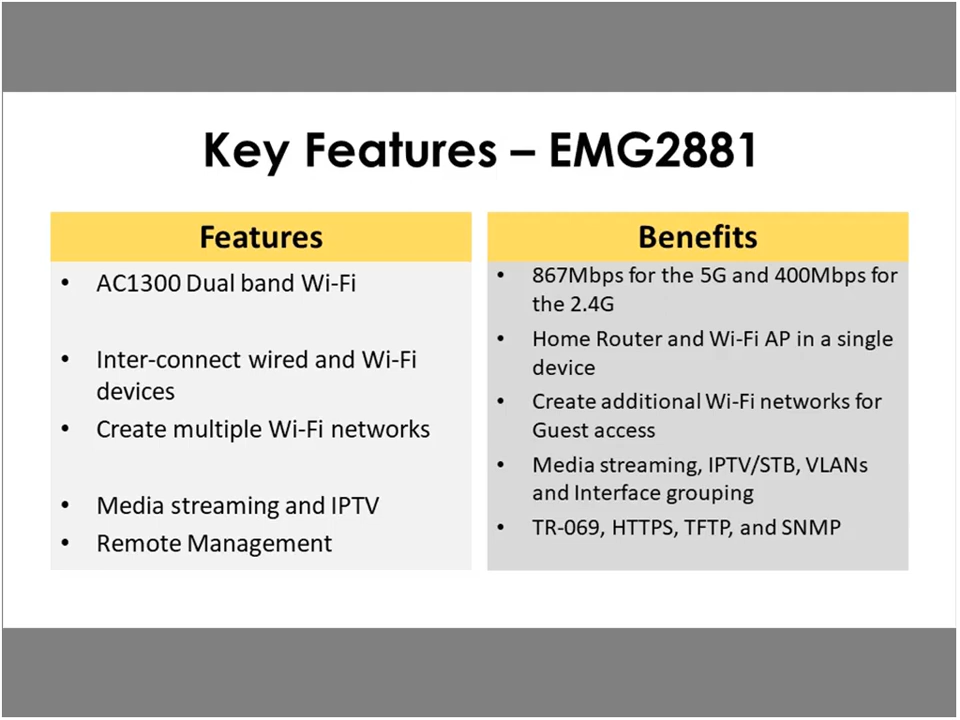 Key Features – EMG2881
Features
• AC1300 Dual band Wi-Fi
• Inter-connect wired and Wi-Fi
devices
• Create multiple Wi-Fi networks
• Media streaming and IPTV
• Remote Management
Benefits
• 867Mbps for the 5G and 400Mbps for
the 2.4G
• Home Router and Wi-Fi AP in a single
device
• Create additional Wi-Fi networks for
Guest access
• Media streaming, IPTV/STB, VLANs
and Interface grouping
• TR-069, HTTPS, TFTP, and SNMP